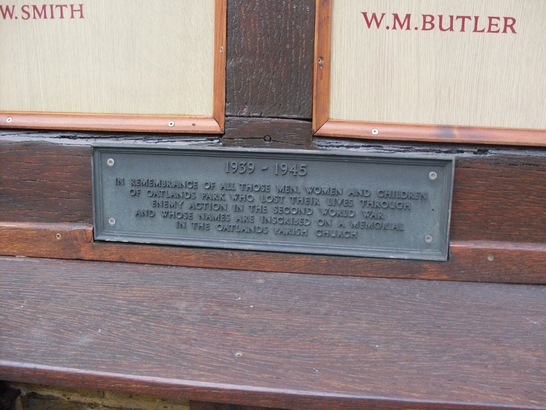 W.SMITH
W.M.BUTLER
1939 - 1945
IN REMEMBRANCE OF ALL THOSE MEN, WOMEN AND CHILDREN
OF OATLANDS PARK WHO LOST THEIR LIVES THROUGH
ENEMY ACTION IN THE SECOND WORLD WAR
AND WHOSE NAMES ARE INSCRIBED ON A MEMORIAL
IN THE OATLANDS PARISH CHURCH